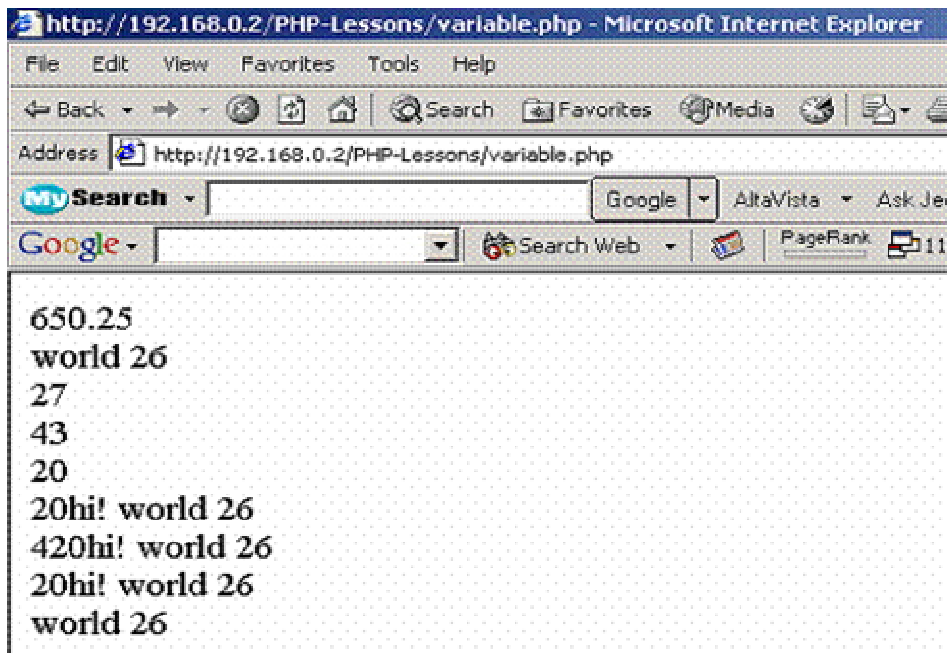 http://192.168.0.2/PHP-Lessons/variable.php - Microsoft Internet Explorer
File Edit View Favorites Tools Help
Back Search Favorites Media
Address http://192.168.0.2/PHP-Lessons/variable.php
My Search Google AltaVista Ask Jee
Google Search Web PageRank 11
650.25
world 26
27
43
20
20hi! world 26
420hi! world 26
20hi! world 26
world 26